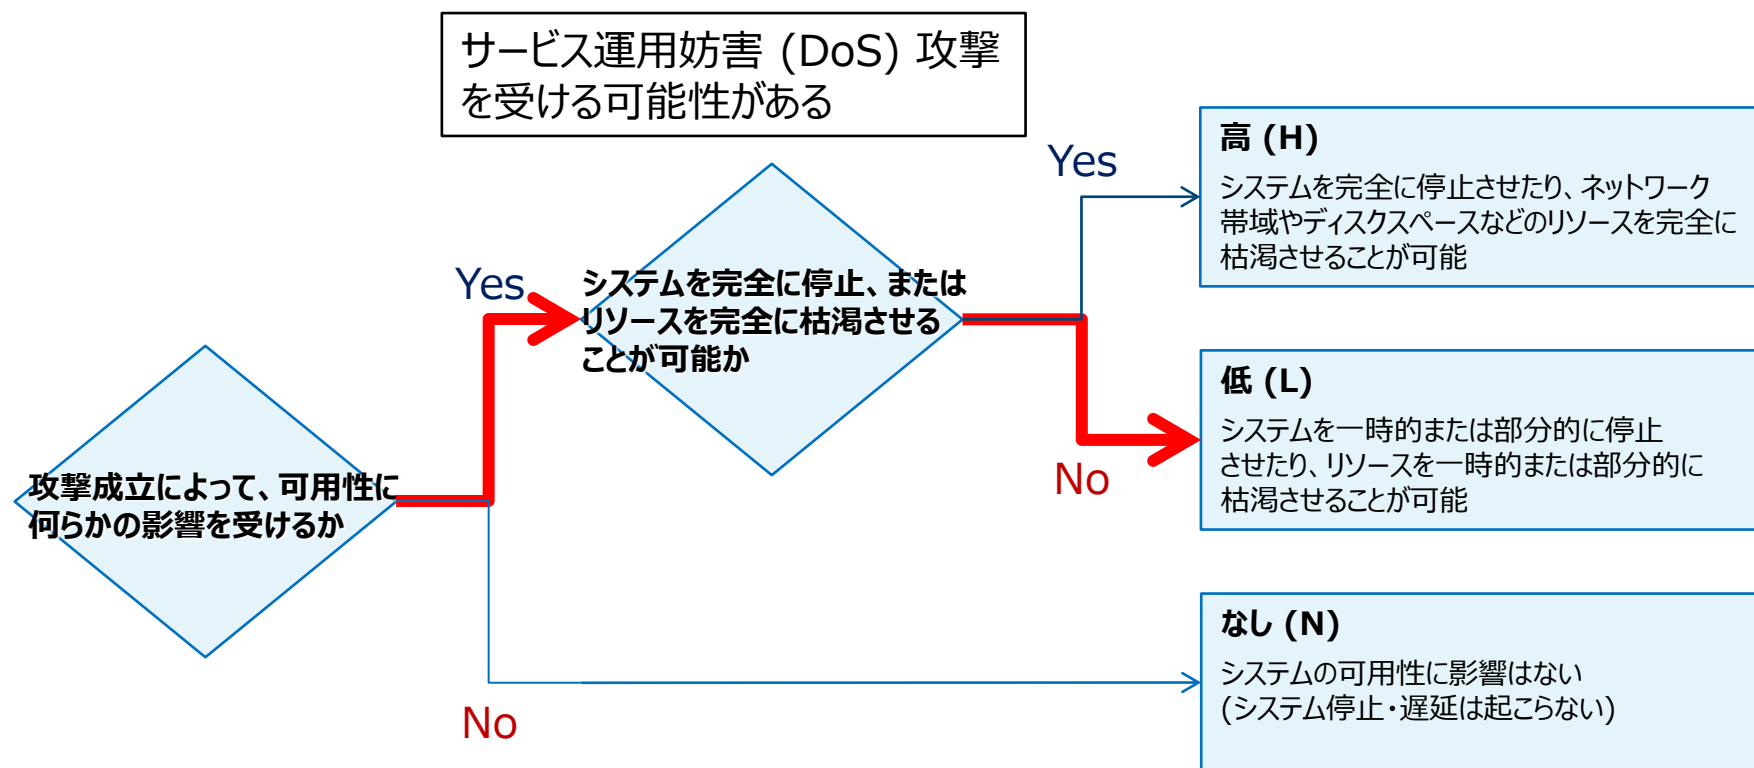 サービス運用妨害 (DoS) 攻撃
を受ける可能性がある
Yes
高 (H)
システムを完全に停止させたり、ネットワーク
帯域やディスクスペースなどのリソースを完全に
枯渇させることが可能
Yes
システムを完全に停止、または
リソースを完全に枯渇させる
ことが可能か
低 (L)
システムを一時的または部分的に停止
させたり、リソースを一時的または部分的に
枯渇させることが可能
No
攻撃成立によって、可用性に
何らかの影響を受けるか
なし (N)
システムの可用性に影響はない
(システム停止・遅延は起こらない)
No